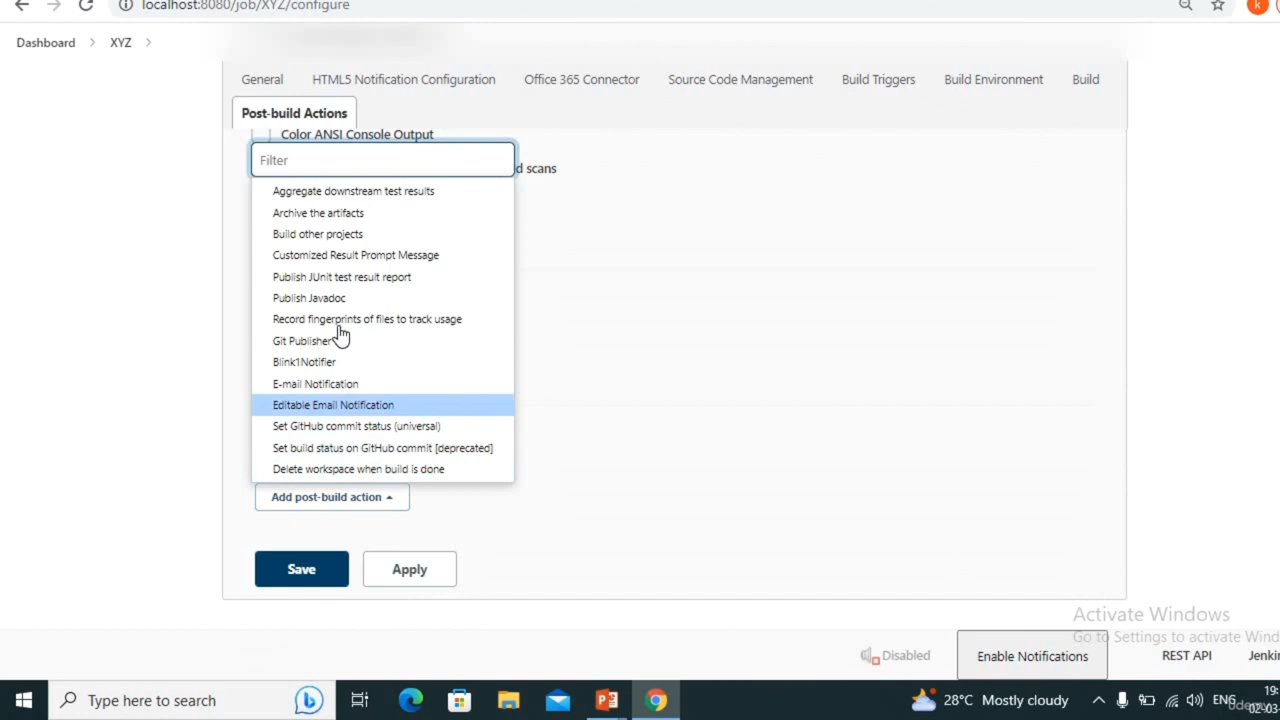 localhost:8080/job/XYZ/configure
k
Dashboard > XYZ >
General HTML5 Notification Configuration Office 365 Connector Source Code Management Build Triggers Build Environment Build
Post-build Actions
Color ANSI Console Output
Filter
d scans
Aggregate downstream test results
Archive the artifacts
Build other projects
Customized Result Prompt Message
Publish JUnit test result report
Publish Javadoc
Record fingerprints of files to track usage
Git Publisher
Blink1Notifier
E-mail Notification
Editable Email Notification
Set GitHub commit status (universal)
Set build status on GitHub commit [deprecated]
Delete workspace when build is done
Add post-build action
Save Apply
Activate Windows
Go to Settings to activate Wind
Disabled Enable Notifications REST API Jenki
Type here to search 28°C Mostly cloudy ENG 19:
udemy 02-03-